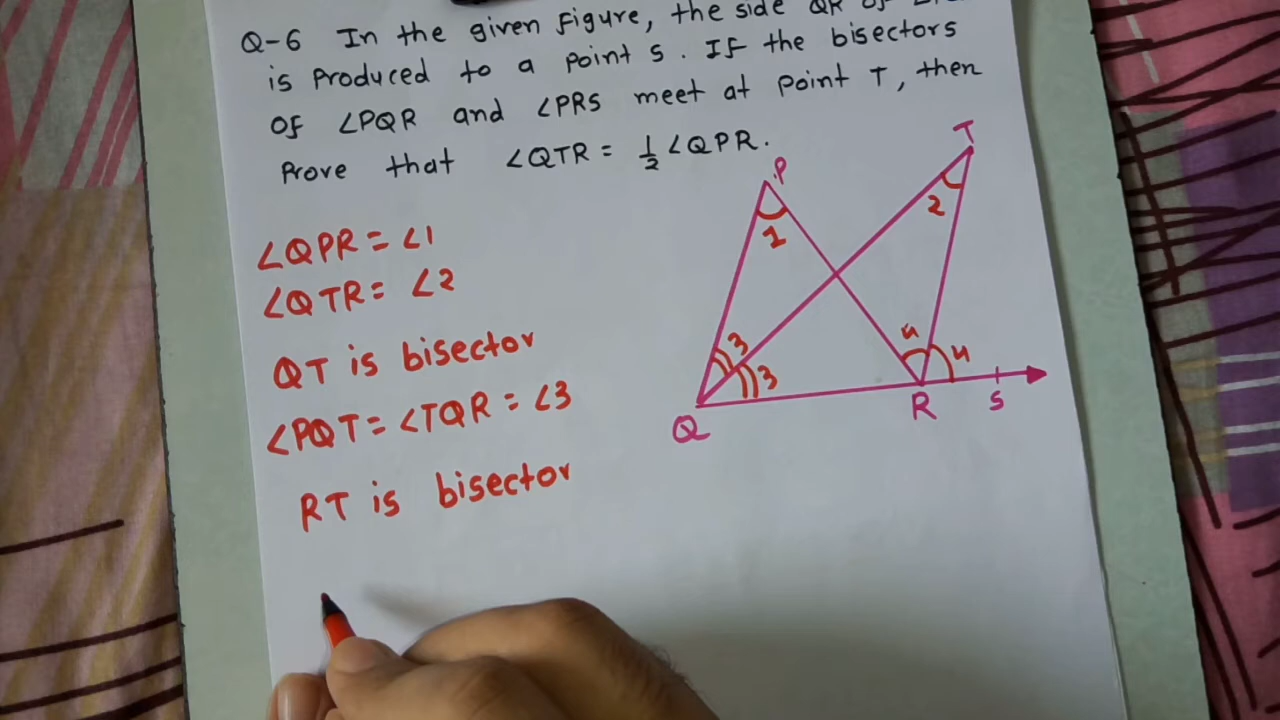 Q-6 In the given figure, the side QR of
is produced to a point S. If the bisectors
of ∠PQR and ∠PRS meet at point T, then
Prove that ∠QTR = 1/2 ∠QPR.
∠QPR = ∠1
∠QTR = ∠2
QT is bisector
∠PQT = ∠TQR = ∠3
RT is bisector
P
T
1
2
3
3
4
4
Q
R
S